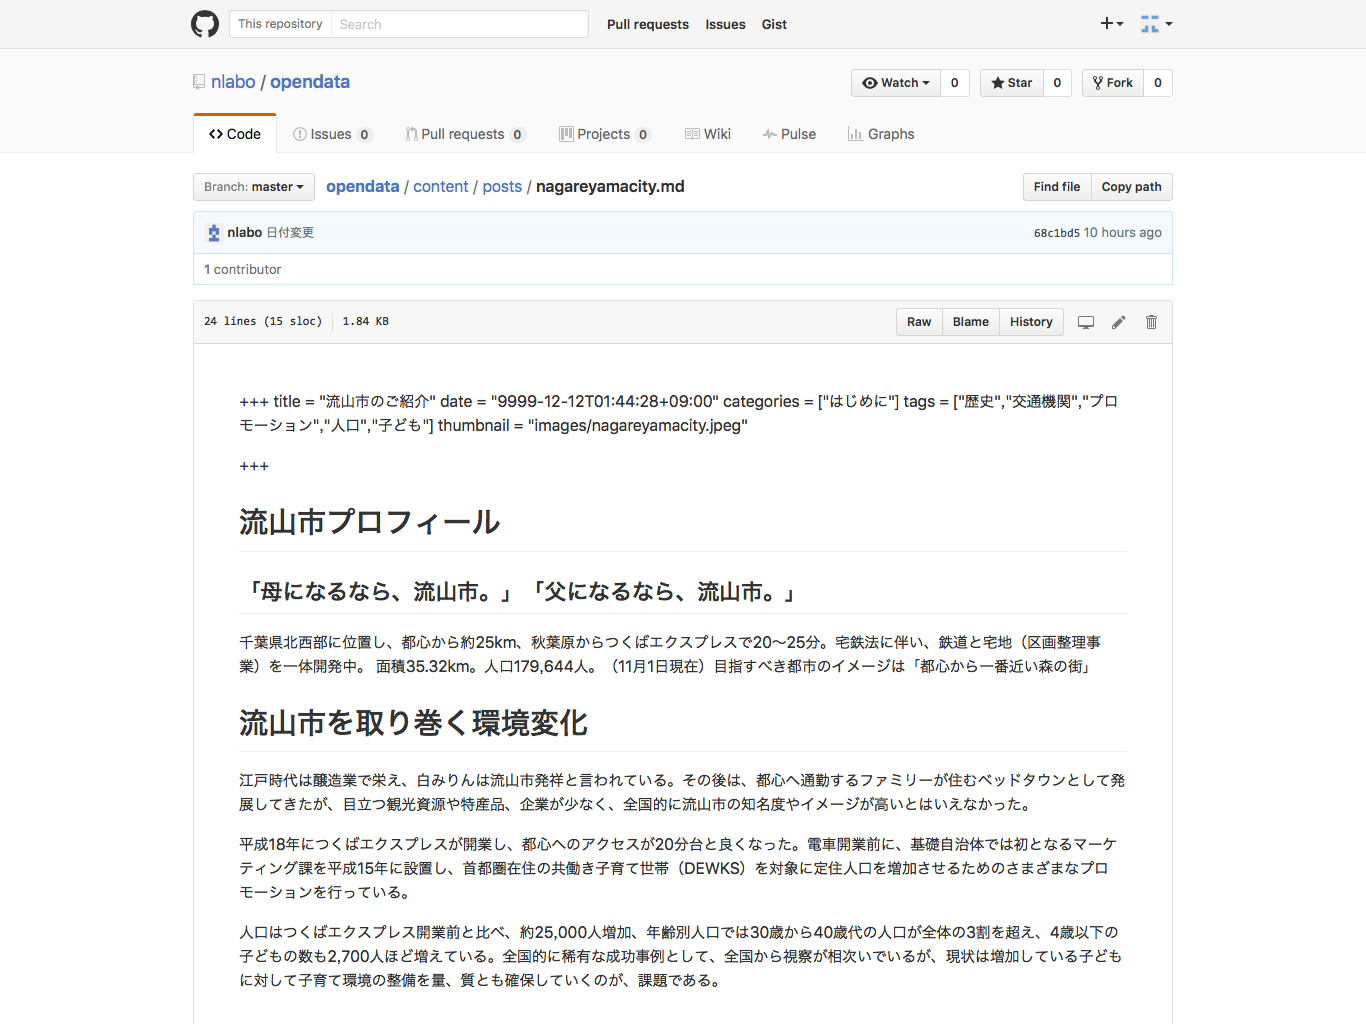 This repository Search Pull requests Issues Gist
nlabo / opendata
Watch 0 Star 0 Fork 0
Code Issues 0 Pull requests 0 Projects 0 Wiki Pulse Graphs
Branch: master opendata / content / posts / nagareyamacity.md Find file Copy path
nlabo 日付変更 68c1bd5 10 hours ago
1 contributor
24 lines (15 sloc) 1.84 KB Raw Blame History
+++ title = "流山市のご紹介" date = "9999-12-12T01:44:28+09:00" categories = ["はじめに"] tags = ["歴史","交通機関","プロ
モーション","人口","子ども"] thumbnail = "images/nagareyamacity.jpeg"
+++
流山市プロフィール
「母になるなら、流山市。」「父になるなら、流山市。」
千葉県北西部に位置し、都心から約25km、秋葉原からつくばエクスプレスで20〜25分。宅鉄法に伴い、鉄道と宅地（区画整理事
業）を一体開発中。 面積35.32km。人口179,644人。（11月1日現在）目指すべき都市のイメージは「都心から一番近い森の街」
流山市を取り巻く環境変化
江戸時代は醸造業で栄え、白みりんは流山市発祥と言われている。その後は、都心へ通勤するファミリーが住むベッドタウンとして発
展してきたが、目立つ観光資源や特産品、企業が少なく、全国的に流山市の知名度やイメージが高いとはいえなかった。
平成18年につくばエクスプレスが開業し、都心へのアクセスが20分台と良くなった。電車開業前に、基礎自治体では初となるマーケ
ティング課を平成15年に設置し、首都圏在住の共働き子育て世帯（DEWKS）を対象に定住人口を増加させるためのさまざまなプロ
モーションを行っている。
人口はつくばエクスプレス開業前と比べ、約25,000人増加、年齢別人口では30歳から40歳代の人口が全体の3割を超え、4歳以下の
子どもの数も2,700人ほど増えている。全国的に稀有な成功事例として、全国から視察が相次いでいるが、現状は増加している子ども
に対して子育て環境の整備を量、質とも確保していくのが、課題である。